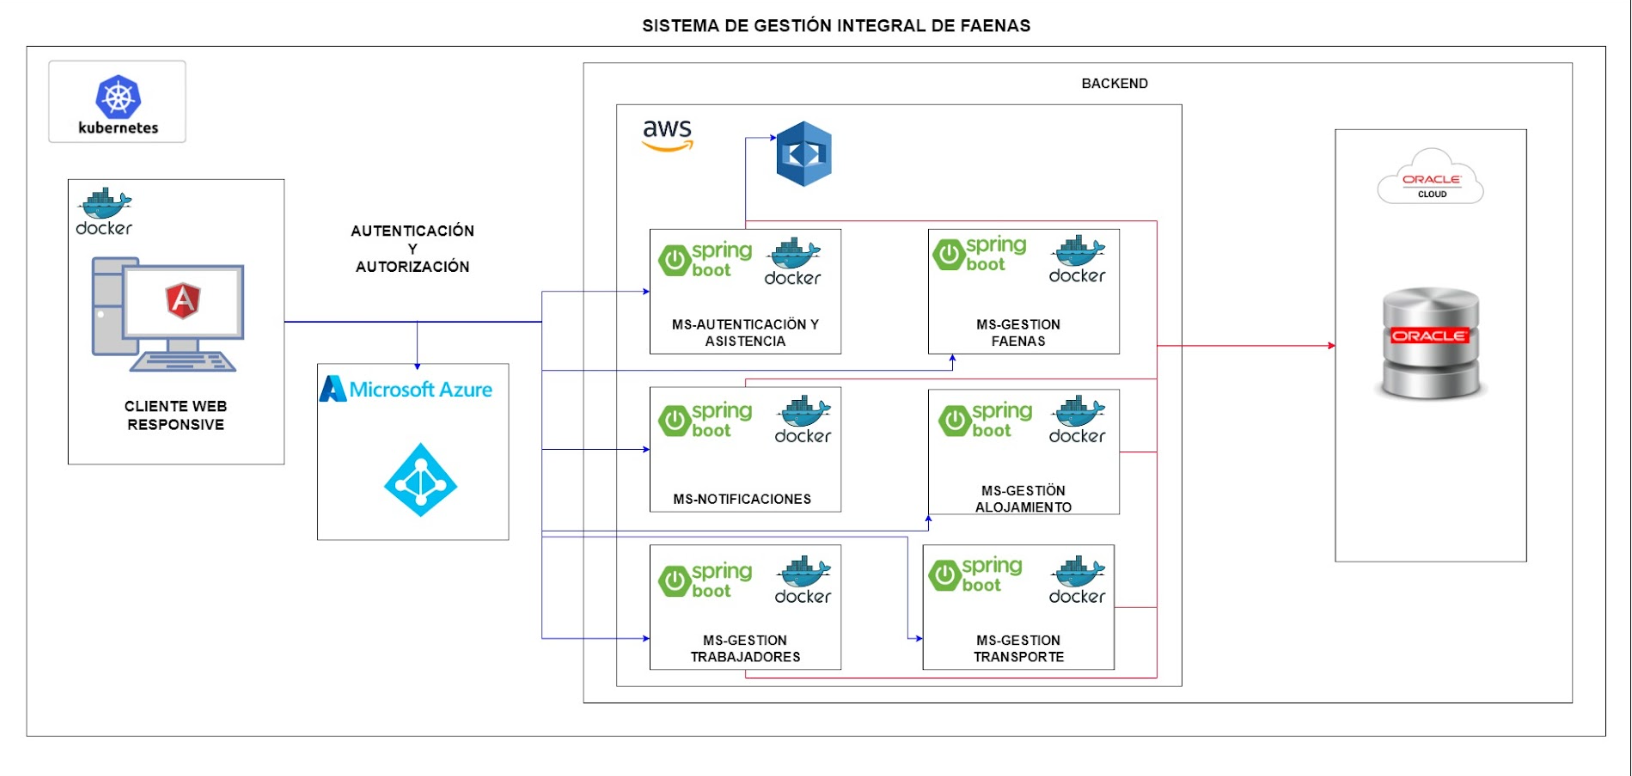 SISTEMA DE GESTIÓN INTEGRAL DE FAENAS
kubernetes
BACKEND
aws
ORACLE
CLOUD
docker
AUTENTICACIÓN
Y
AUTORIZACIÓN
CLIENTE WEB
RESPONSIVE
Microsoft Azure
spring
boot
docker
MS-AUTENTICACIÖN Y
ASISTENCIA
spring
boot
docker
MS-GESTION
FAENAS
ORACLE
spring
boot
docker
MS-NOTIFICACIONES
spring
boot
docker
MS-GESTIÖN
ALOJAMIENTO
spring
boot
docker
MS-GESTION
TRABAJADORES
spring
boot
docker
MS-GESTION
TRANSPORTE